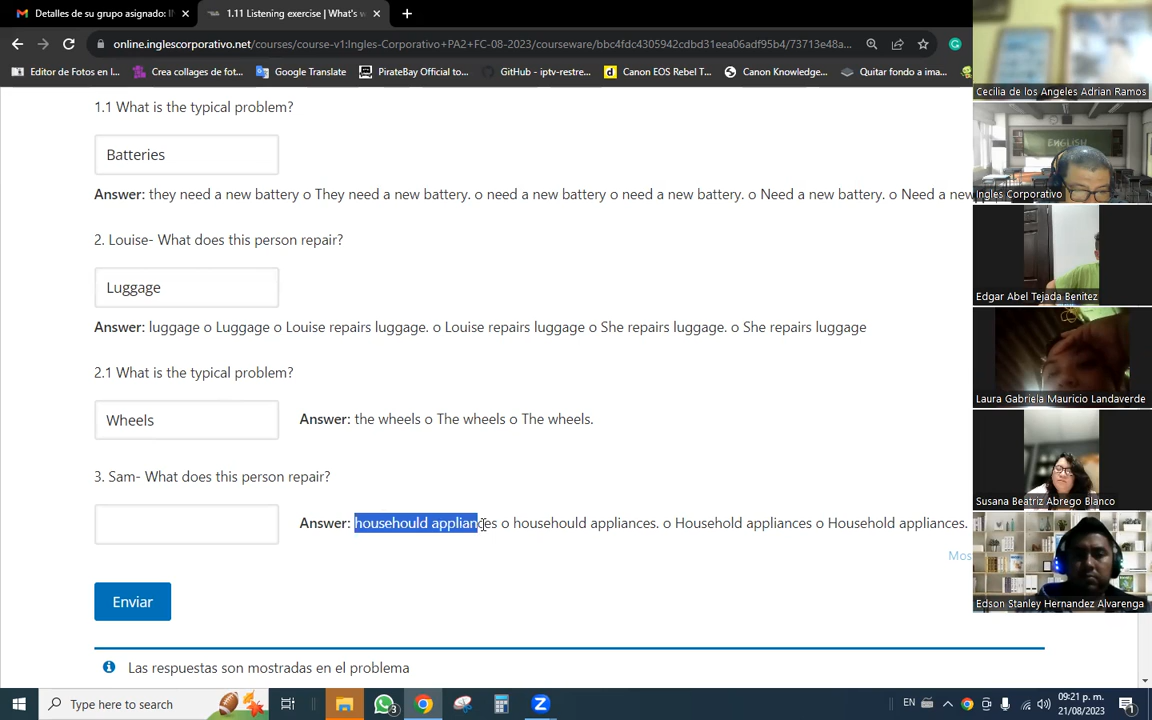 Detalles de su grupo asignado: I
1.11 Listening exercise | What's w
online.inglescorporativo.net/courses/course-v1:Ingles-Corporativo+PA2+FC-08-2023/courseware/bbc4fdc4305942cdbd31eea06adf95b4/73713e48a...
Editor de Fotos en l...
Crea collages de fot...
Google Translate
PirateBay Official to...
GitHub - iptv-restre...
Canon EOS Rebel T...
Canon Knowledge...
Quitar fondo a ima...
1.1 What is the typical problem?
Batteries
Answer: they need a new battery o They need a new battery. o need a new battery o need a new battery. o Need a new battery. o Need a new
2. Louise- What does this person repair?
Luggage
Answer: luggage o Luggage o Louise repairs luggage. o Louise repairs luggage o She repairs luggage. o She repairs luggage
2.1 What is the typical problem?
Wheels
Answer: the wheels o The wheels o The wheels.
3. Sam- What does this person repair?
Answer: househould appliances o househould appliances. o Household appliances o Household appliances.
Mos
Enviar
Las respuestas son mostradas en el problema
Cecilia de los Angeles Adrian Ramos
ENGLISH
Ingles Corporativo
Edgar Abel Tejada Benitez
Laura Gabriela Mauricio Landaverde
Susana Beatriz Abrego Blanco
Edson Stanley Hernandez Alvarenga
Type here to search
3
EN
09:21 p. m.
21/08/2023
1